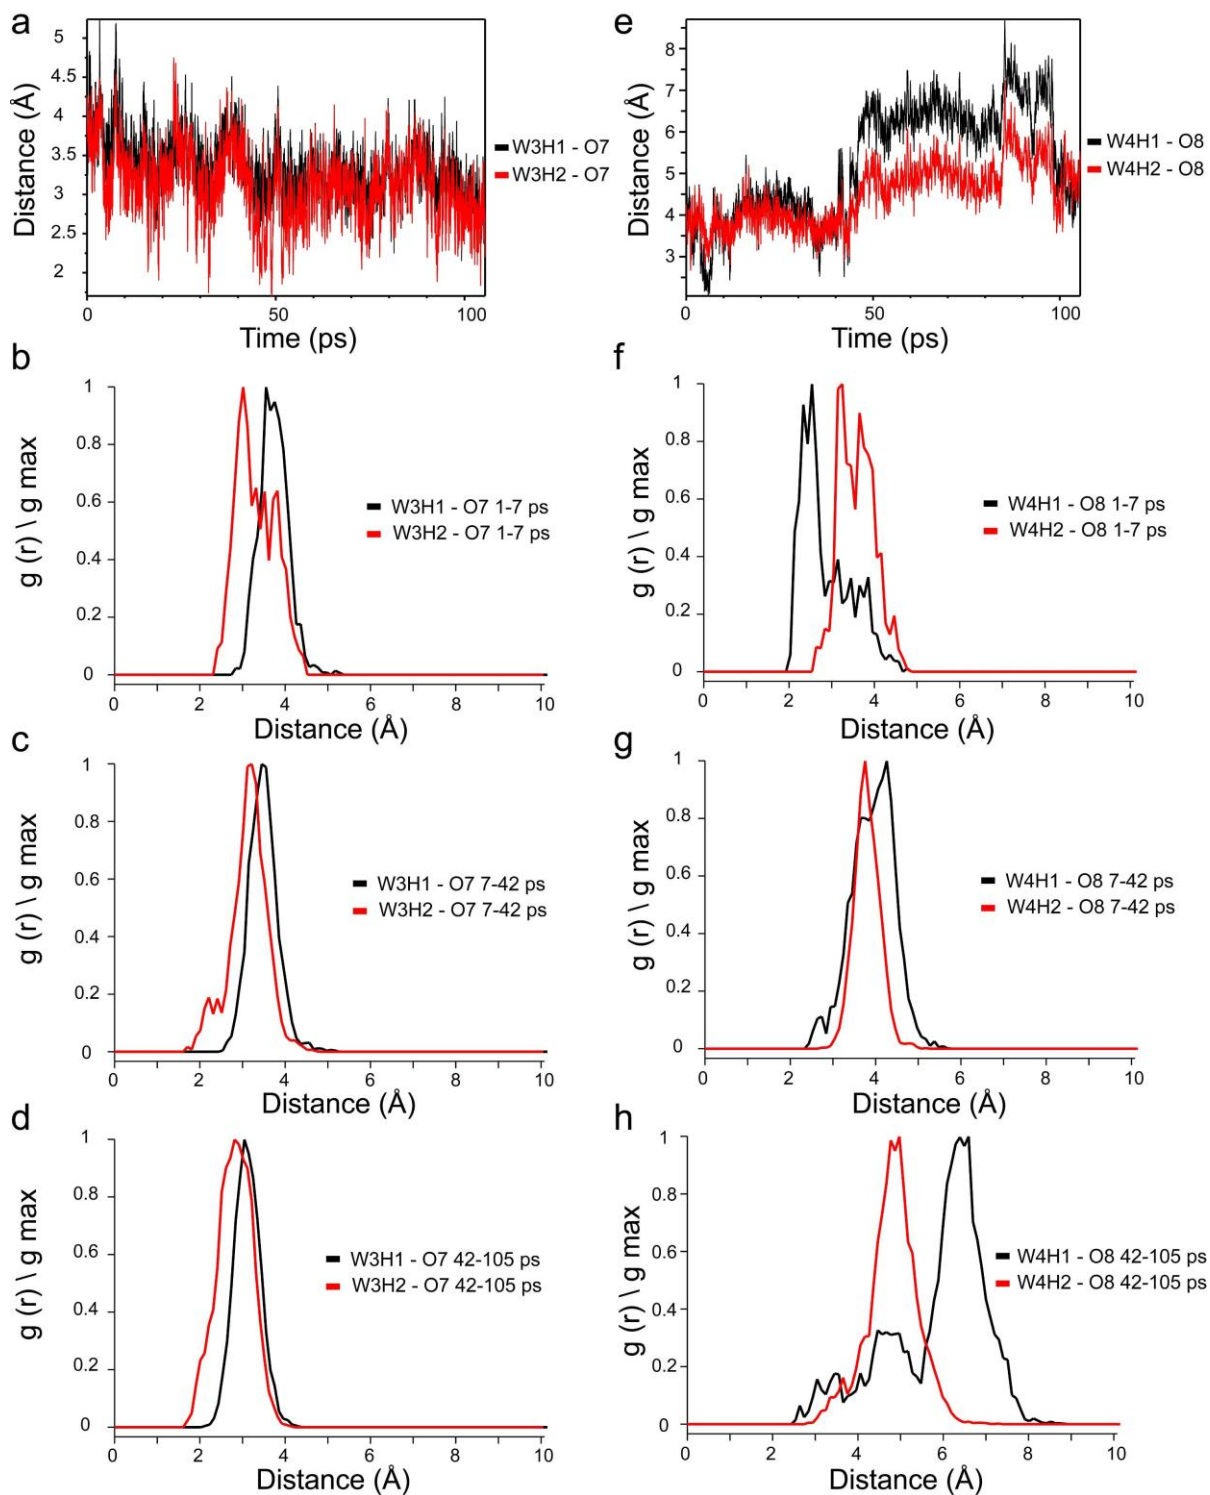 a
5
4.5
4
3.5
3
2.5
2
Distance (Å)
0
50
100
Time (ps)
W3H1 - O7
W3H2 - O7
e
8
7
6
5
4
3
Distance (Å)
0
50
100
Time (ps)
W4H1 - O8
W4H2 - O8
b
1
0.8
0.6
0.4
0.2
0
g (r) \ g max
0 2 4 6 8 10
Distance (Å)
W3H1 - O7 1-7 ps
W3H2 - O7 1-7 ps
f
1
0.8
0.6
0.4
0.2
0
g (r) \ g max
0 2 4 6 8 10
Distance (Å)
W4H1 - O8 1-7 ps
W4H2 - O8 1-7 ps
c
1
0.8
0.6
0.4
0.2
0
g (r) \ g max
0 2 4 6 8 10
Distance (Å)
W3H1 - O7 7-42 ps
W3H2 - O7 7-42 ps
g
1
0.8
0.6
0.4
0.2
0
g (r) \ g max
0 2 4 6 8 10
Distance (Å)
W4H1 - O8 7-42 ps
W4H2 - O8 7-42 ps
d
1
0.8
0.6
0.4
0.2
0
g (r) \ g max
0 2 4 6 8 10
Distance (Å)
W3H1 - O7 42-105 ps
W3H2 - O7 42-105 ps
h
1
0.8
0.6
0.4
0.2
0
g (r) \ g max
0 2 4 6 8 10
Distance (Å)
W4H1 - O8 42-105 ps
W4H2 - O8 42-105 ps